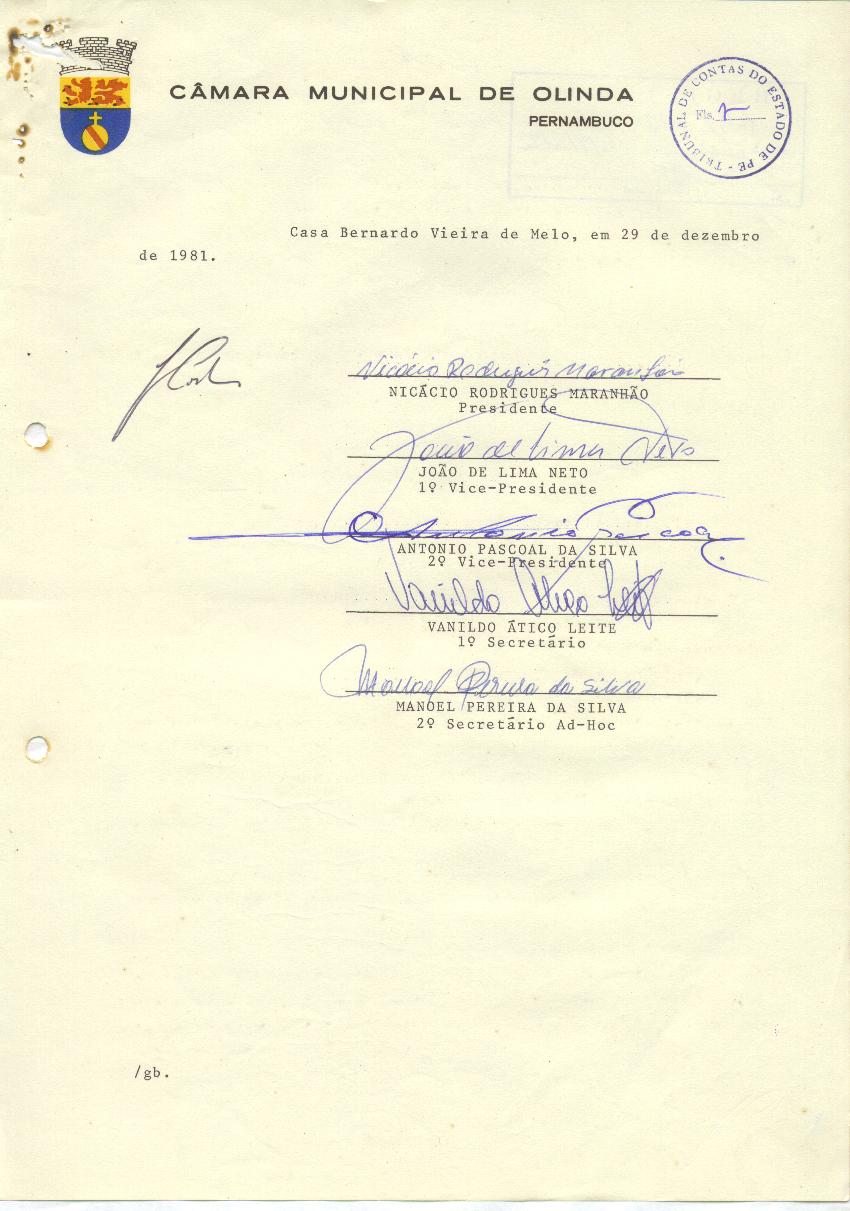 CÂMARA MUNICIPAL DE OLINDA
PERNAMBUCO
TRIBUNAL DE CONTAS DO ESTADO DE PE -
Fls.
Casa Bernardo Vieira de Melo, em 29 de dezembro
de 1981.
Nicácio Rodrigues Maranhão
NICÁCIO RODRIGUES MARANHÃO
Presidente
João de Lima Neto
JOÃO DE LIMA NETO
1º Vice-Presidente
Antonio Pascoal
ANTONIO PASCOAL DA SILVA
2º Vice-Presidente
Vanildo Ático Leite
VANILDO ÁTICO LEITE
1º Secretário
Manoel Pereira da Silva
MANOEL PEREIRA DA SILVA
2º Secretário Ad-Hoc
/gb.